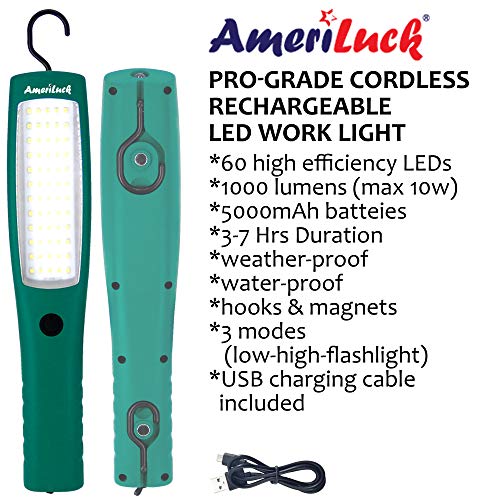 AmeriLuck
AmeriLuck
PRO-GRADE CORDLESS
RECHARGEABLE
LED WORK LIGHT
*60 high efficiency LEDs
*1000 lumens (max 10w)
*5000mAh batteies
*3-7 Hrs Duration
*weather-proof
*water-proof
*hooks & magnets
*3 modes
(low-high-flashlight)
*USB charging cable
included